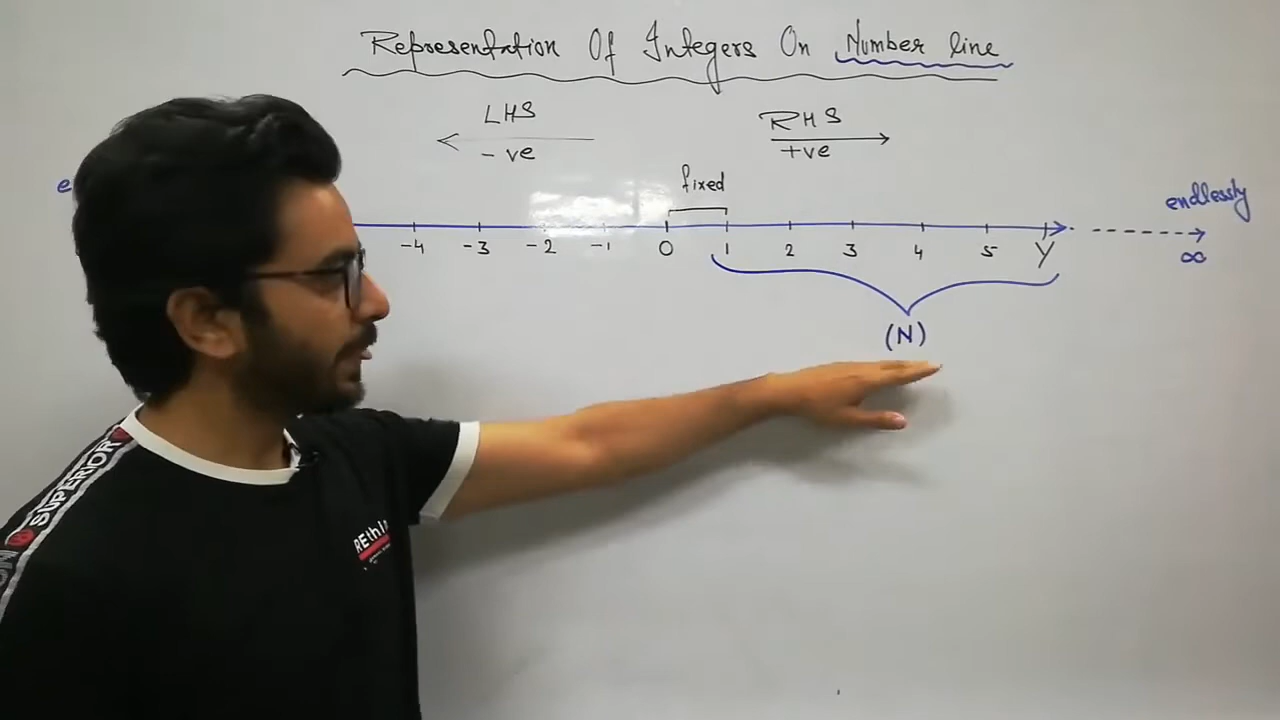 Representation Of Integers On Number line
LHS
- ve
RHS
+ve
fixed
endlessly
-4 -3 -2 -1 0 1 2 3 4 5 Y
∞
(N)
SUPERIOR